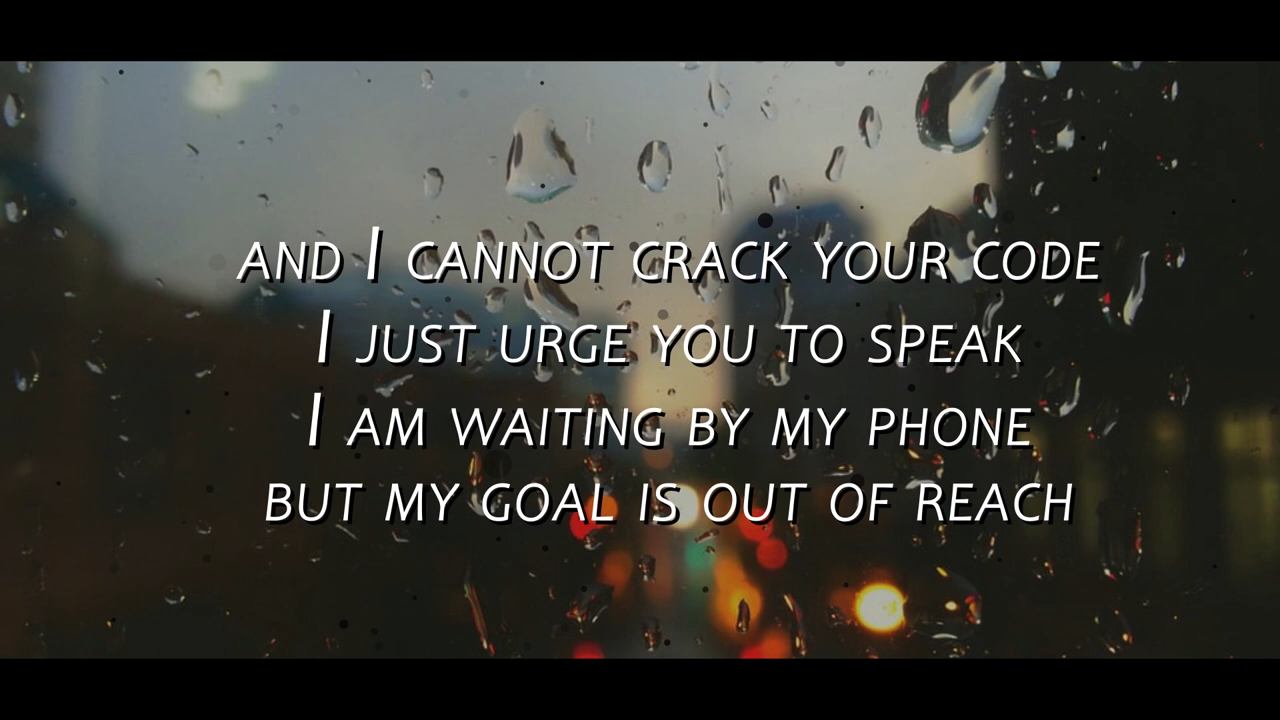 AND I CANNOT CRACK YOUR CODE
I JUST URGE YOU TO SPEAK
I AM WAITING BY MY PHONE
BUT MY GOAL IS OUT OF REACH